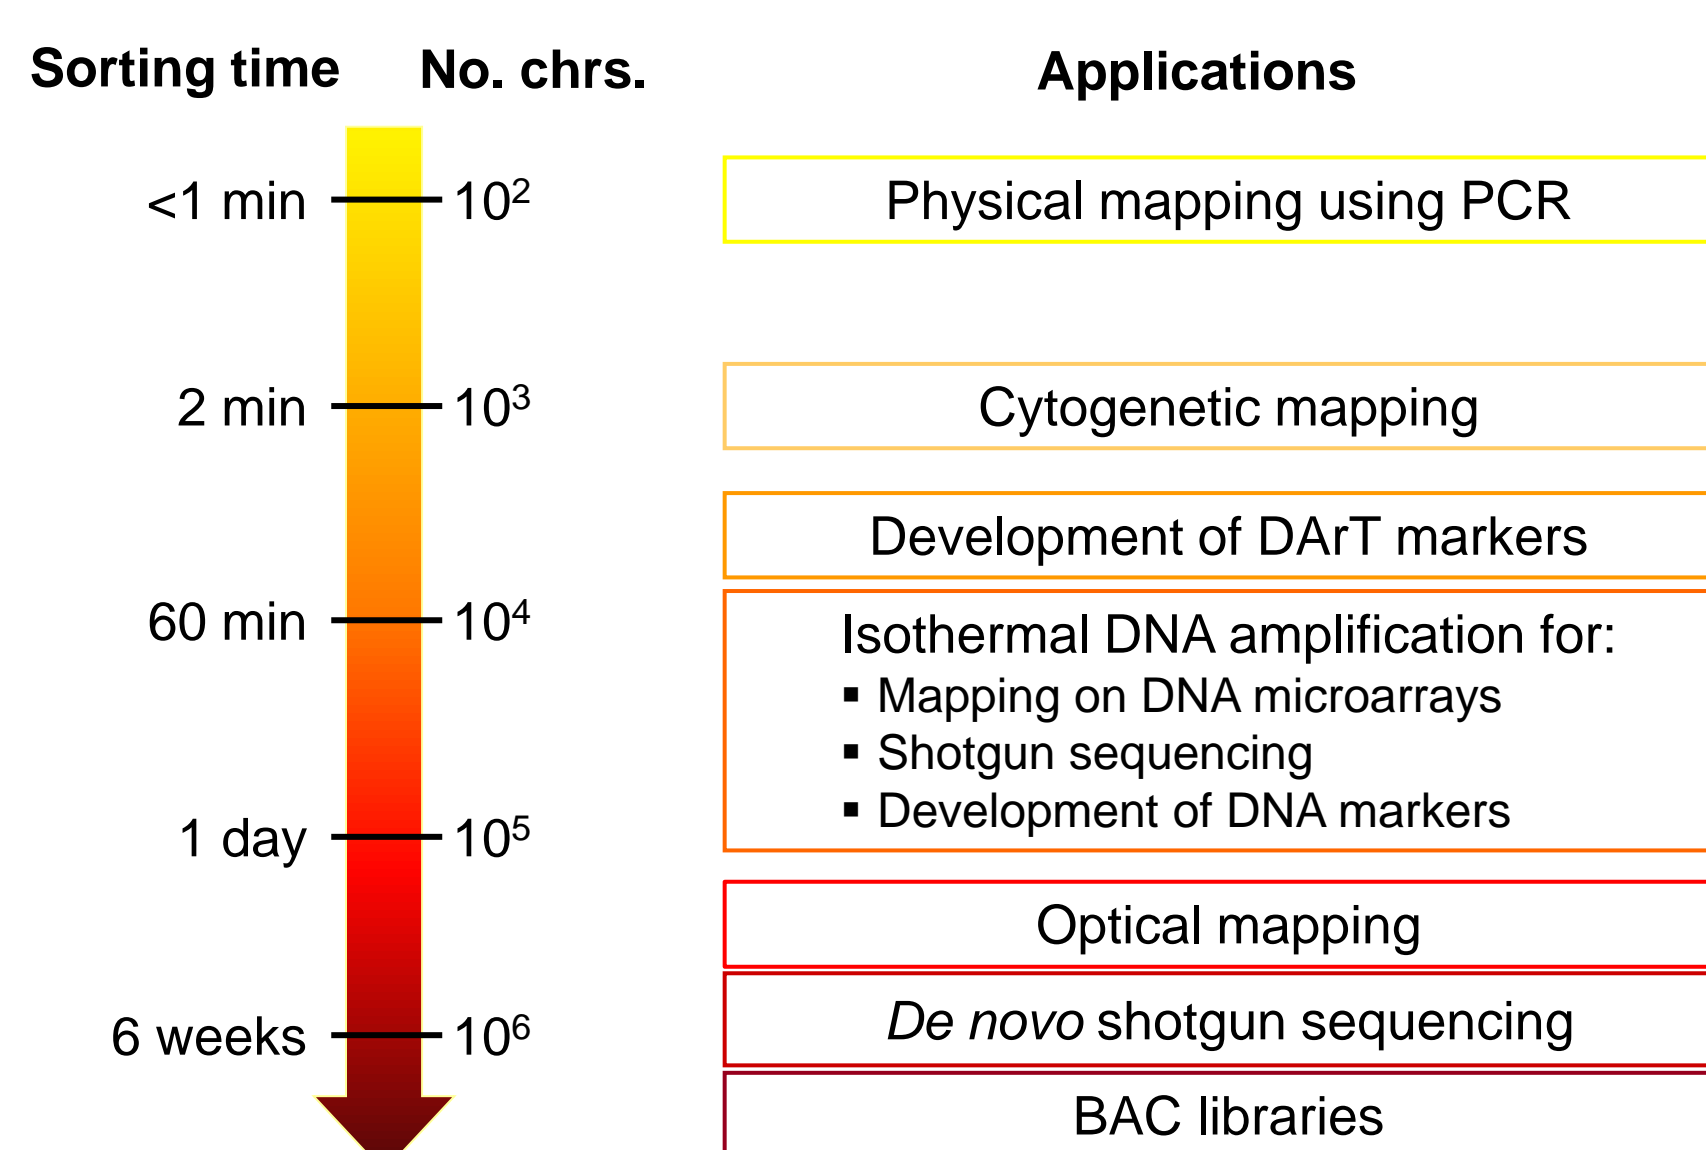 Sorting time No. chrs. Applications
<1 min 10² Physical mapping using PCR
2 min 10³ Cytogenetic mapping
Development of DArT markers
60 min 10⁴ Isothermal DNA amplification for:
▪ Mapping on DNA microarrays
▪ Shotgun sequencing
▪ Development of DNA markers
1 day 10⁵
Optical mapping
6 weeks 10⁶ De novo shotgun sequencing
BAC libraries